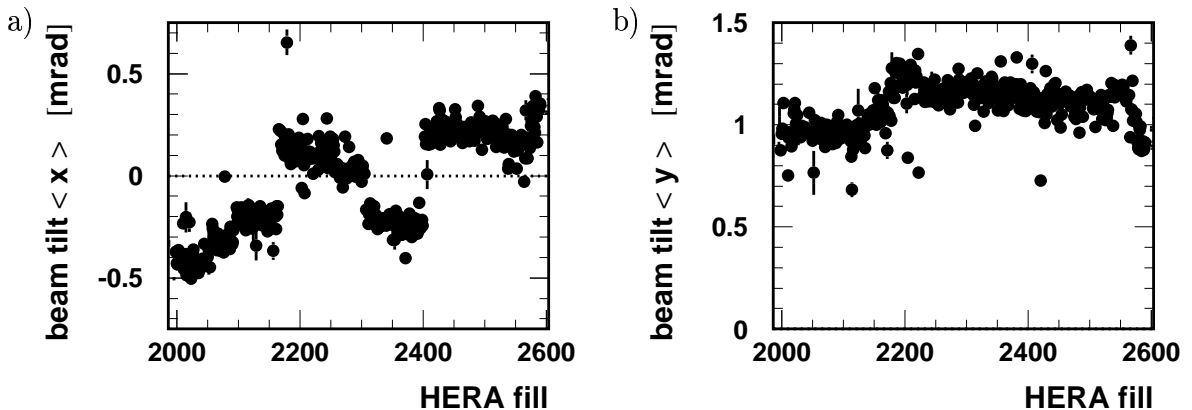 a)
beam tilt < x > [mrad]
0.5
0
-0.5
2000 2200 2400 2600
HERA fill
b)
beam tilt < y > [mrad]
1.5
1
0.5
0
2000 2200 2400 2600
HERA fill